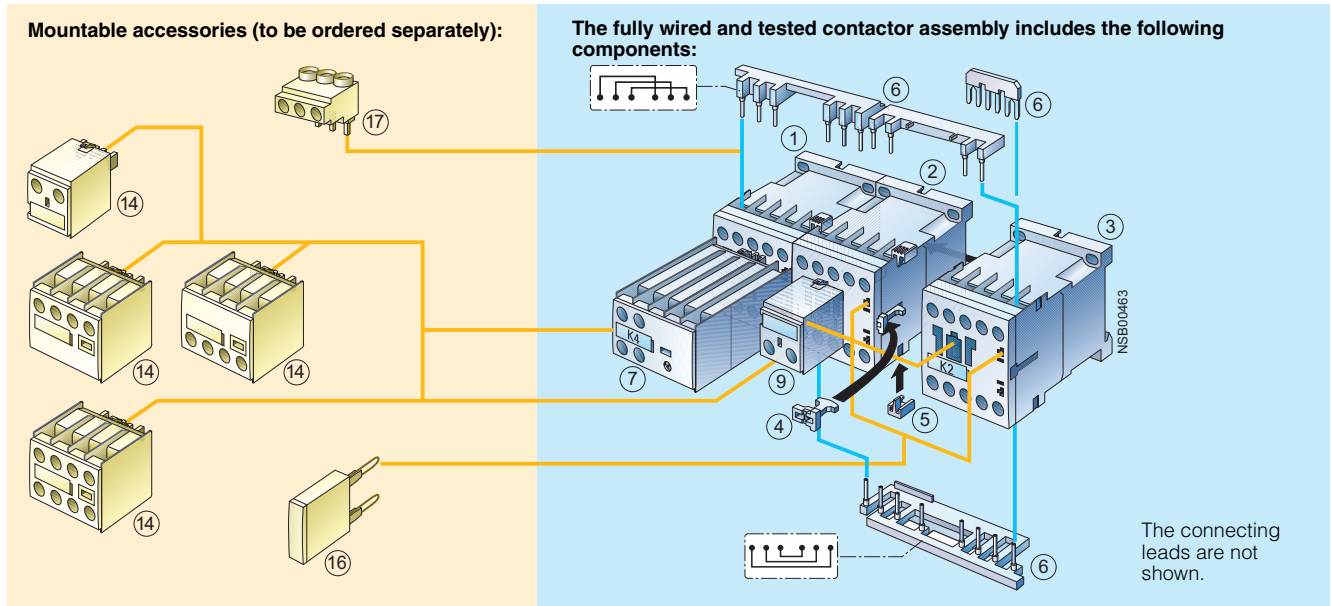 Mountable accessories (to be ordered separately):
The fully wired and tested contactor assembly includes the following
components:
6
6
17
1
2
14
3
NSB00463
K4
K2
14
14
7
9
4
5
14
16
6
The connecting
leads are not
shown.